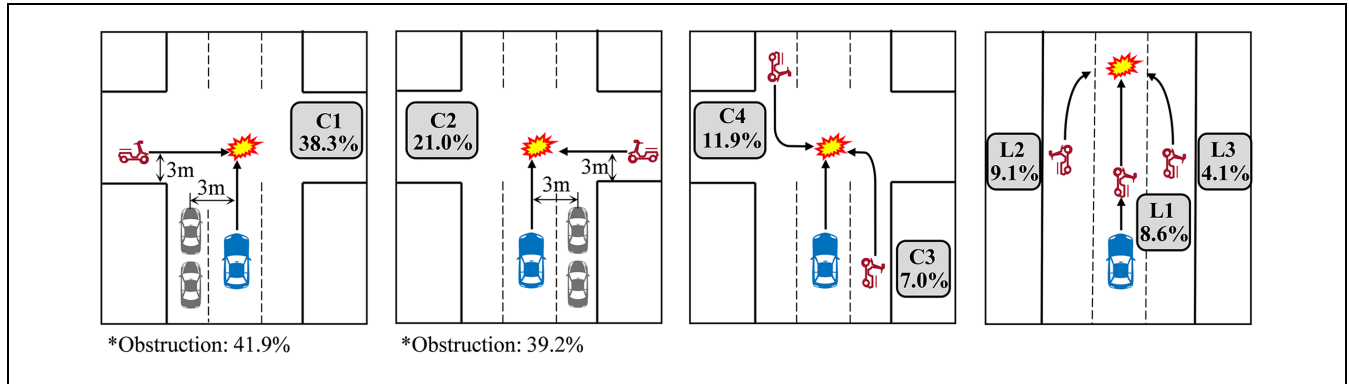 C1
38.3%
3m
3m
*Obstruction: 41.9%
C2
21.0%
3m
3m
*Obstruction: 39.2%
C4
11.9%
C3
7.0%
L2
9.1%
L1
8.6%
L3
4.1%